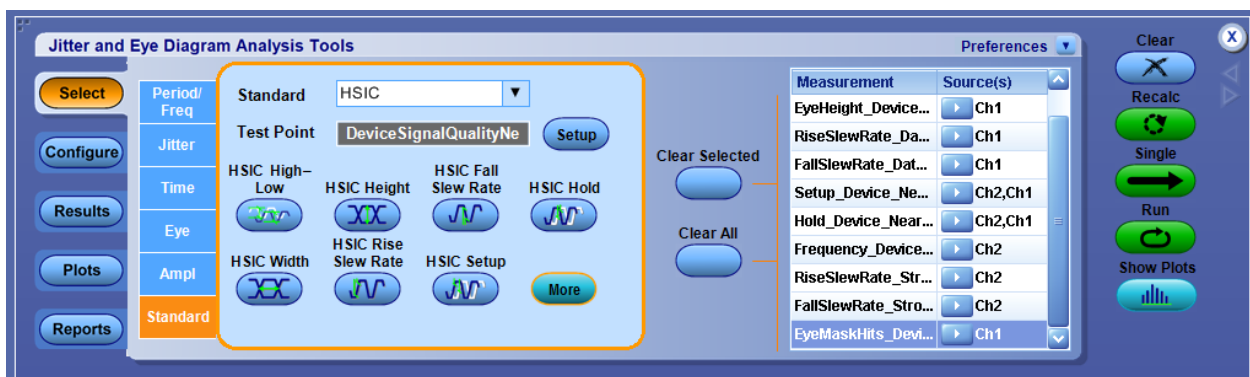 Jitter and Eye Diagram Analysis Tools
Preferences
Select
Configure
Results
Plots
Reports
Period/
Freq
Jitter
Time
Eye
Ampl
Standard
Standard
HSIC
Test Point
DeviceSignalQualityNe
Setup
HSIC High–
Low
HSIC Height
HSIC Fall
Slew Rate
HSIC Hold
HSIC Width
HSIC Rise
Slew Rate
HSIC Setup
More
Clear Selected
Clear All
Measurement Source(s)
EyeHeight_Device... Ch1
RiseSlewRate_Da... Ch1
FallSlewRate_Dat... Ch1
Setup_Device_Ne... Ch2,Ch1
Hold_Device_Near... Ch2,Ch1
Frequency_Device... Ch2
RiseSlewRate_Str... Ch2
FallSlewRate_Stro... Ch2
EyeMaskHits_Devi... Ch1
Clear
X
Recalc
Single
Run
Show Plots